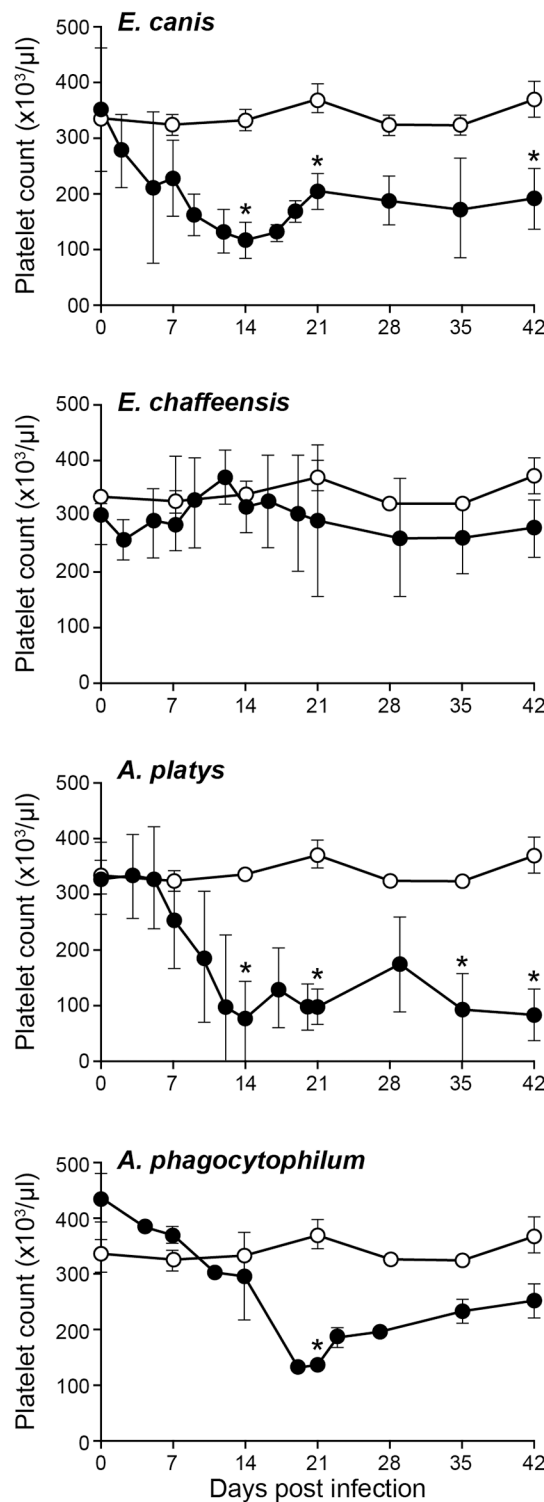 E. canis
Platelet count (x10³/µl)
500
400
300
200
100
00
0 7 14 21 28 35 42
* * *
E. chaffeensis
Platelet count (x10³/µl)
500
400
300
200
100
0
0 7 14 21 28 35 42
A. platys
Platelet count (x10³/µl)
500
400
300
200
100
0
0 7 14 21 28 35 42
* * * *
A. phagocytophilum
Platelet count (x10³/µl)
500
400
300
200
100
0
0 7 14 21 28 35 42
*
Days post infection